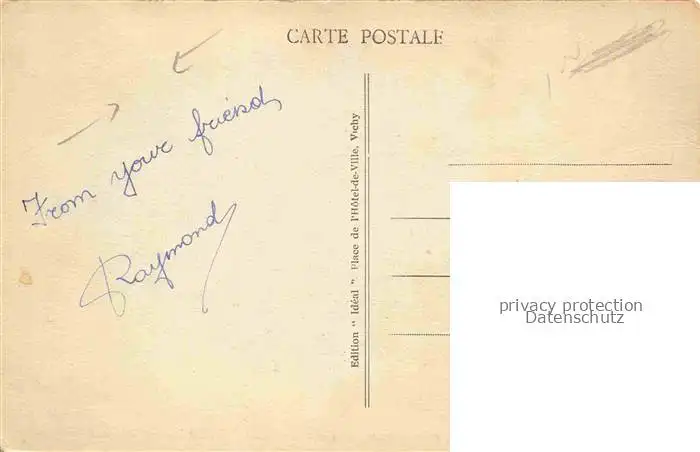 CARTE POSTALE
From your friend,
Raymond
Edition " Idéal " Place de l'Hôtel-de-Ville, Vichy
privacy protection
Datenschutz